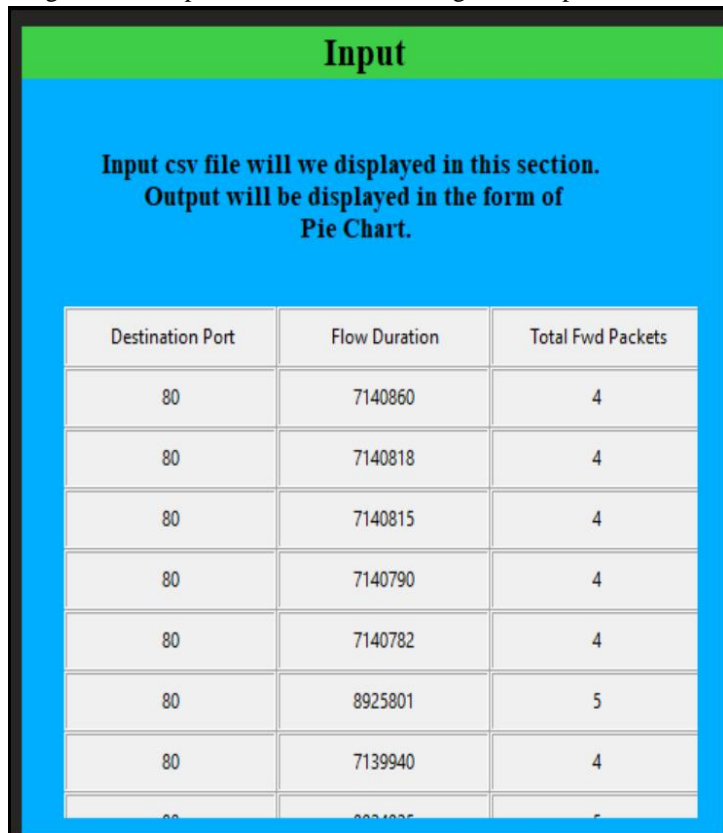 Input
Input csv file will we displayed in this section.
Output will be displayed in the form of
Pie Chart.
Destination Port Flow Duration Total Fwd Packets
80 7140860 4
80 7140818 4
80 7140815 4
80 7140790 4
80 7140782 4
80 8925801 5
80 7139940 4